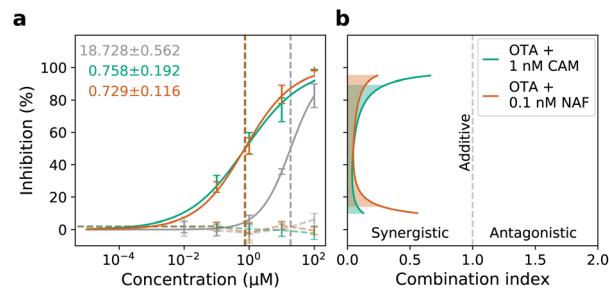 a
b
18.728±0.562
0.758±0.192
0.729±0.116
Inhibition (%)
100
80
60
40
20
0
10⁻⁴
10⁻²
10⁰
10²
Concentration (μM)
OTA +
1 nM CAM
OTA +
0.1 nM NAF
Additive
Synergistic
Antagonistic
0.0
0.5
1.0
1.5
2.0
Combination index